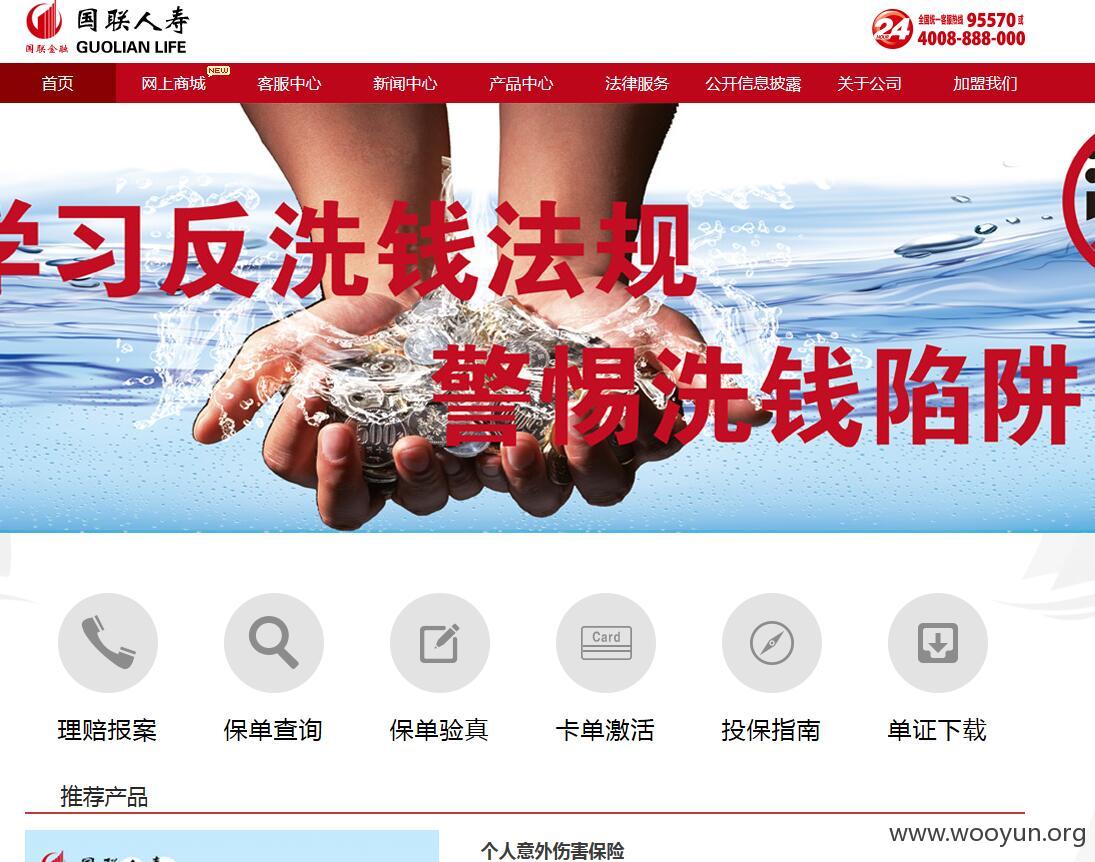 国联人寿
国联金融 GUOLIAN LIFE
24 HOUR
全国统一客服热线 95570 或
4008-888-000
首页 网上商城 NEW 客服中心 新闻中心 产品中心 法律服务 公开信息披露 关于公司 加盟我们
学习反洗钱法规
警惕洗钱陷阱
Card
理赔报案 保单查询 保单验真 卡单激活 投保指南 单证下载
推荐产品
www.wooyun.org
个人意外伤害保险